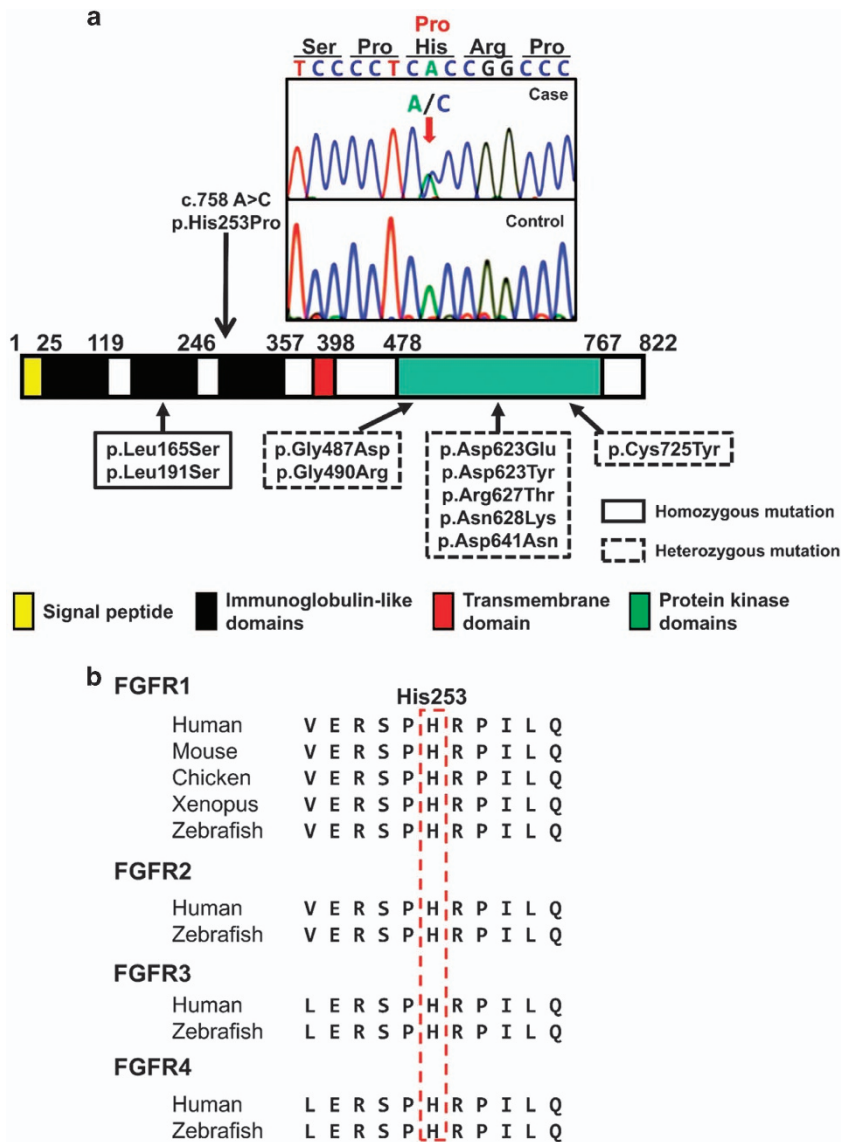 a
Pro
Ser Pro His Arg Pro
T C C C C T C A C C G G C C C
Case
A/C
Control
c.758 A>C
p.His253Pro
1 25 119 246 357 398 478 767 822
p.Leu165Ser
p.Leu191Ser
p.Gly487Asp
p.Gly490Arg
p.Asp623Glu
p.Asp623Tyr
p.Arg627Thr
p.Asn628Lys
p.Asp641Asn
p.Cys725Tyr
Homozygous mutation
Heterozygous mutation
Signal peptide
Immunoglobulin-like
domains
Transmembrane
domain
Protein kinase
domains
b
FGFR1
His253
Human V E R S P H R P I L Q
Mouse V E R S P H R P I L Q
Chicken V E R S P H R P I L Q
Xenopus V E R S P H R P I L Q
Zebrafish V E R S P H R P I L Q
FGFR2
Human V E R S P H R P I L Q
Zebrafish V E R S P H R P I L Q
FGFR3
Human L E R S P H R P I L Q
Zebrafish L E R S P H R P I L Q
FGFR4
Human L E R S P H R P I L Q
Zebrafish L E R S P H R P I L Q